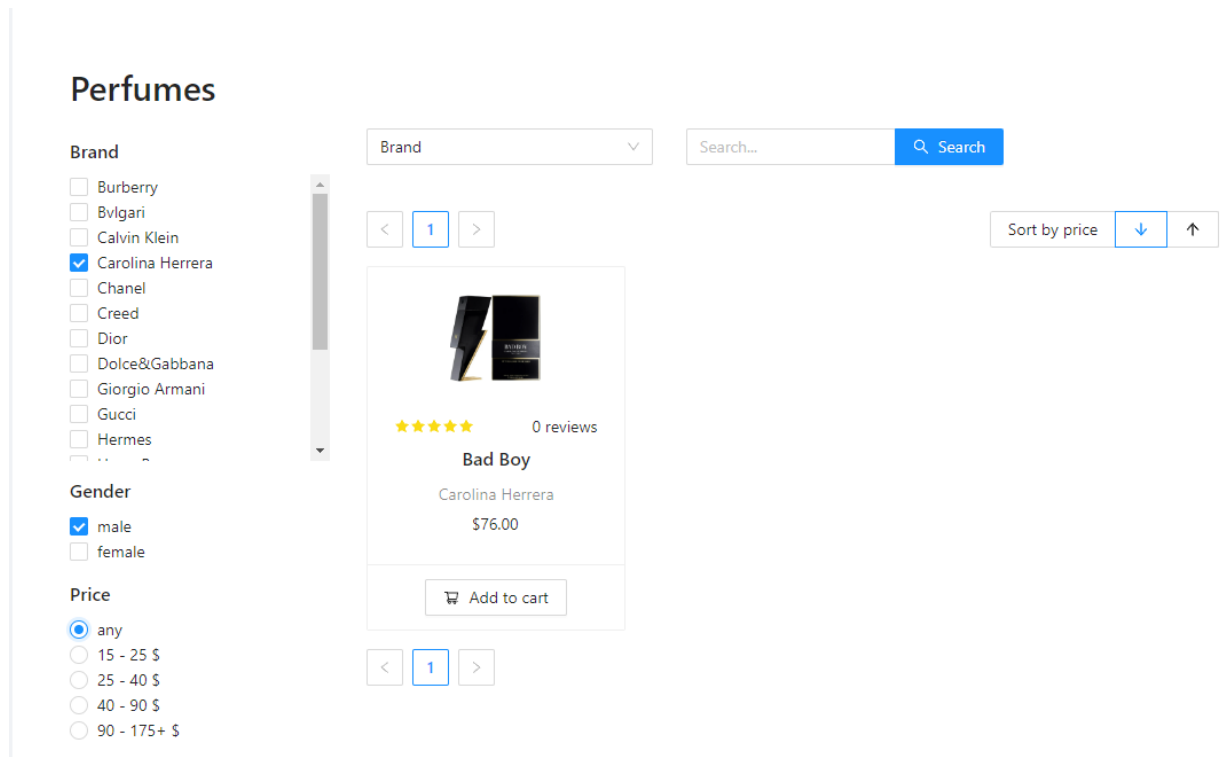 Perfumes
Brand
Burberry
Bvlgari
Calvin Klein
Carolina Herrera
Chanel
Creed
Dior
Dolce&Gabbana
Giorgio Armani
Gucci
Hermes
Gender
male
female
Price
any
15 - 25 $
25 - 40 $
40 - 90 $
90 - 175+ $
Brand
Search...
Search
< 1 >
Sort by price
BAD BOY
0 reviews
Bad Boy
Carolina Herrera
$76.00
Add to cart
< 1 >